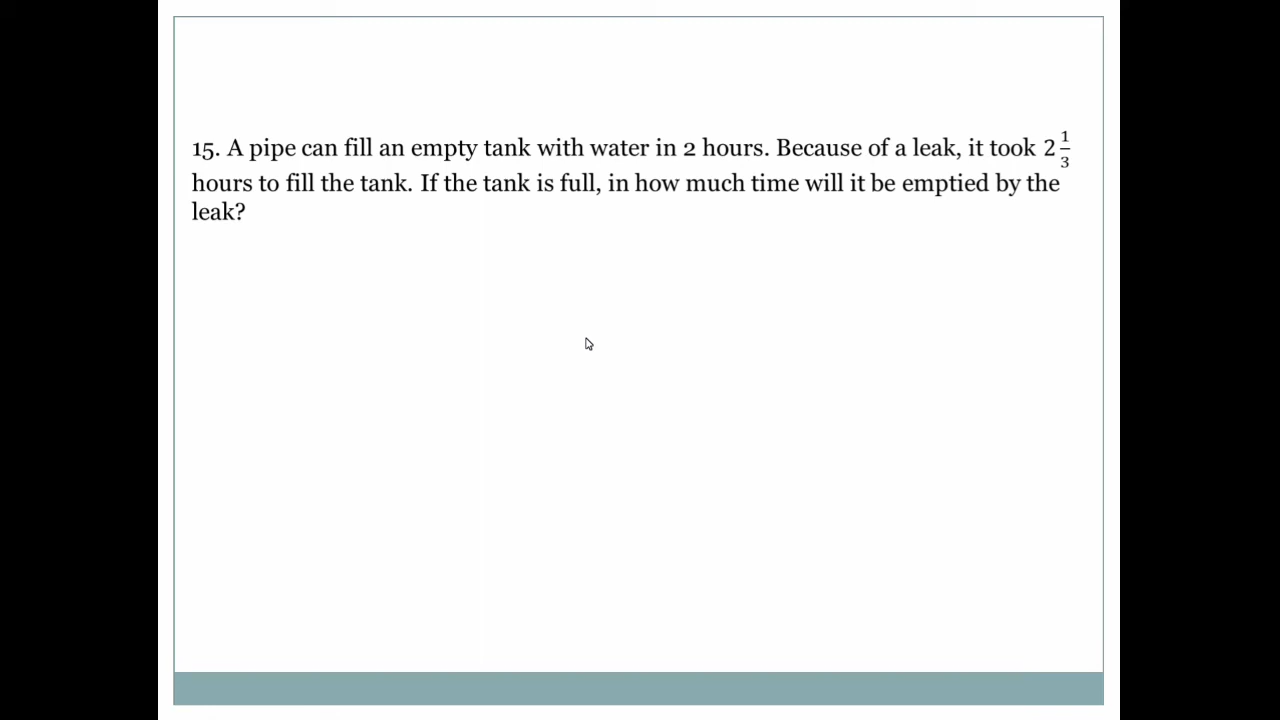 15. A pipe can fill an empty tank with water in 2 hours. Because of a leak, it took 2 1/3
hours to fill the tank. If the tank is full, in how much time will it be emptied by the
leak?